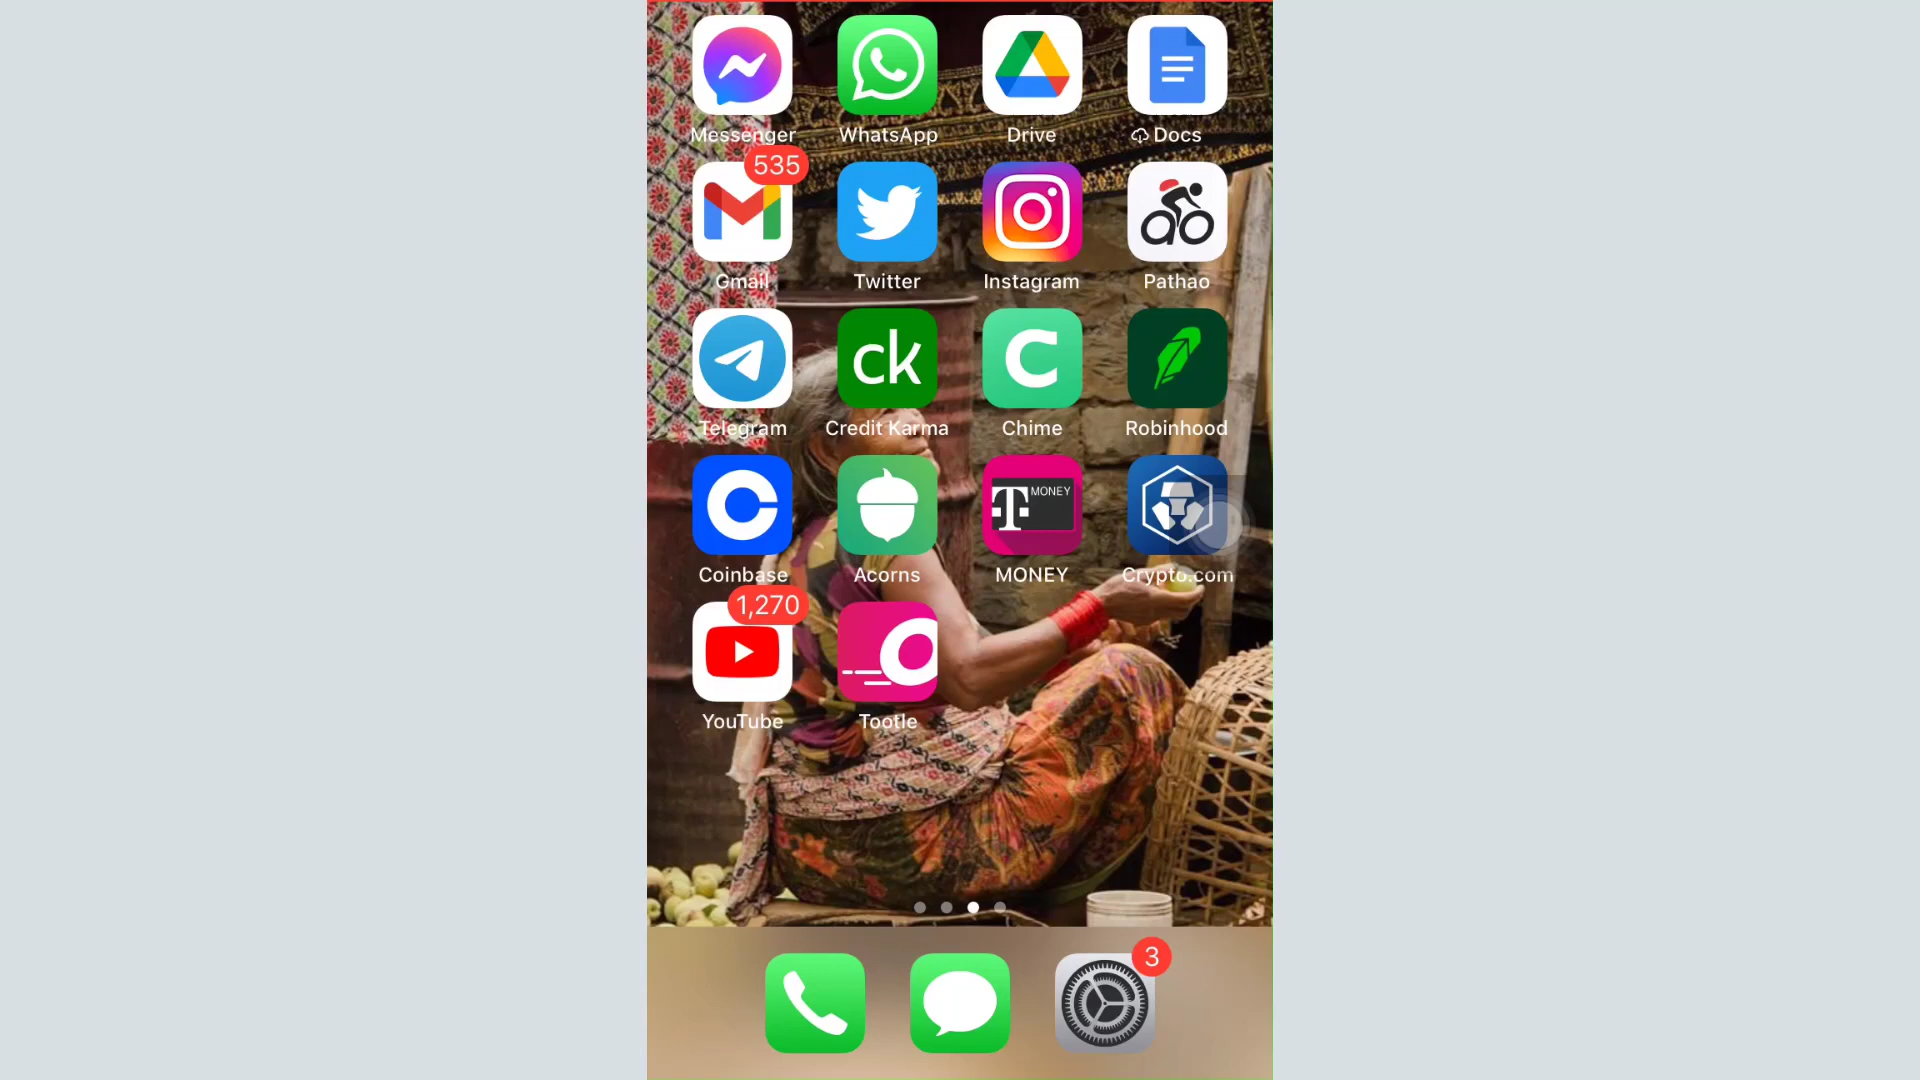 Messenger WhatsApp Drive Docs
535
Gmail Twitter Instagram Pathao
ck
Telegram Credit Karma Chime Robinhood
T MONEY
Coinbase Acorns MONEY Crypto.com
1,270
YouTube Tootle
3